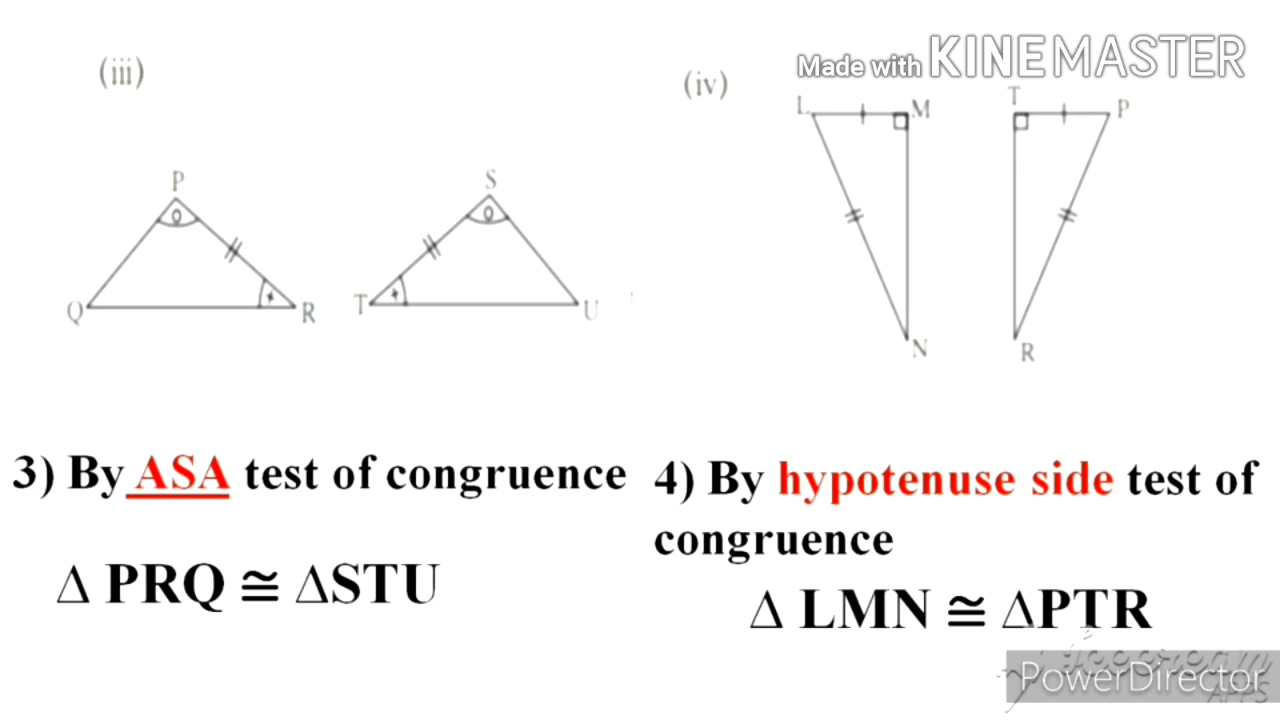 (iii)
(iv)
Made with KINEMASTER
L
M
T
P
P
S
Q
R
T
U
N
R
3) By ASA test of congruence
Δ PRQ ≅ ΔSTU
4) By hypotenuse side test of
congruence
Δ LMN ≅ ΔPTR
PowerDirector
APPS